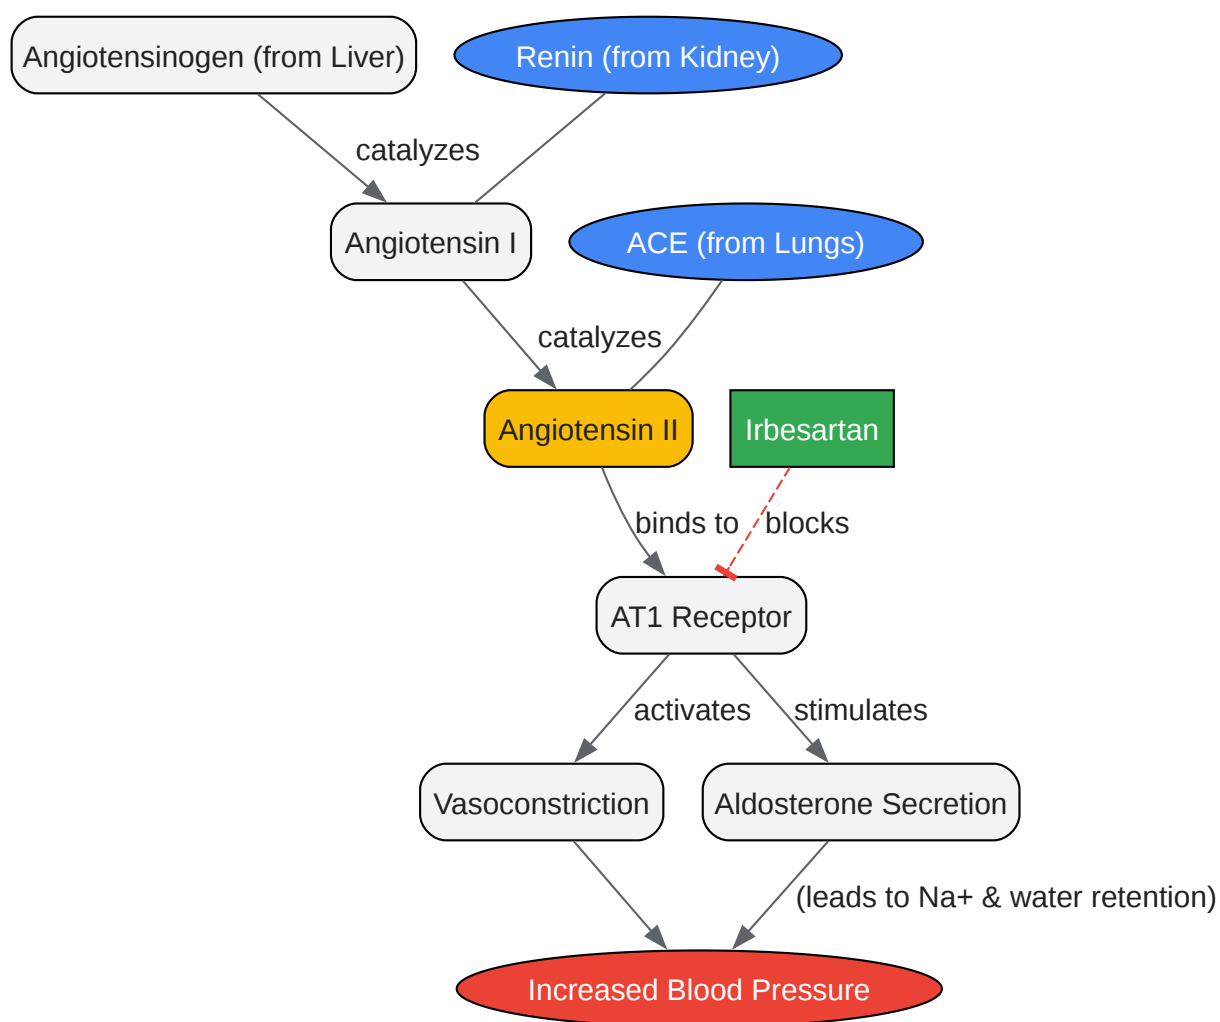 Angiotensinogen (from Liver)
Renin (from Kidney)
catalyzes
Angiotensin I
ACE (from Lungs)
catalyzes
Angiotensin II
Irbesartan
binds to
blocks
AT1 Receptor
activates
stimulates
Vasoconstriction
Aldosterone Secretion
(leads to Na+ & water retention)
Increased Blood Pressure